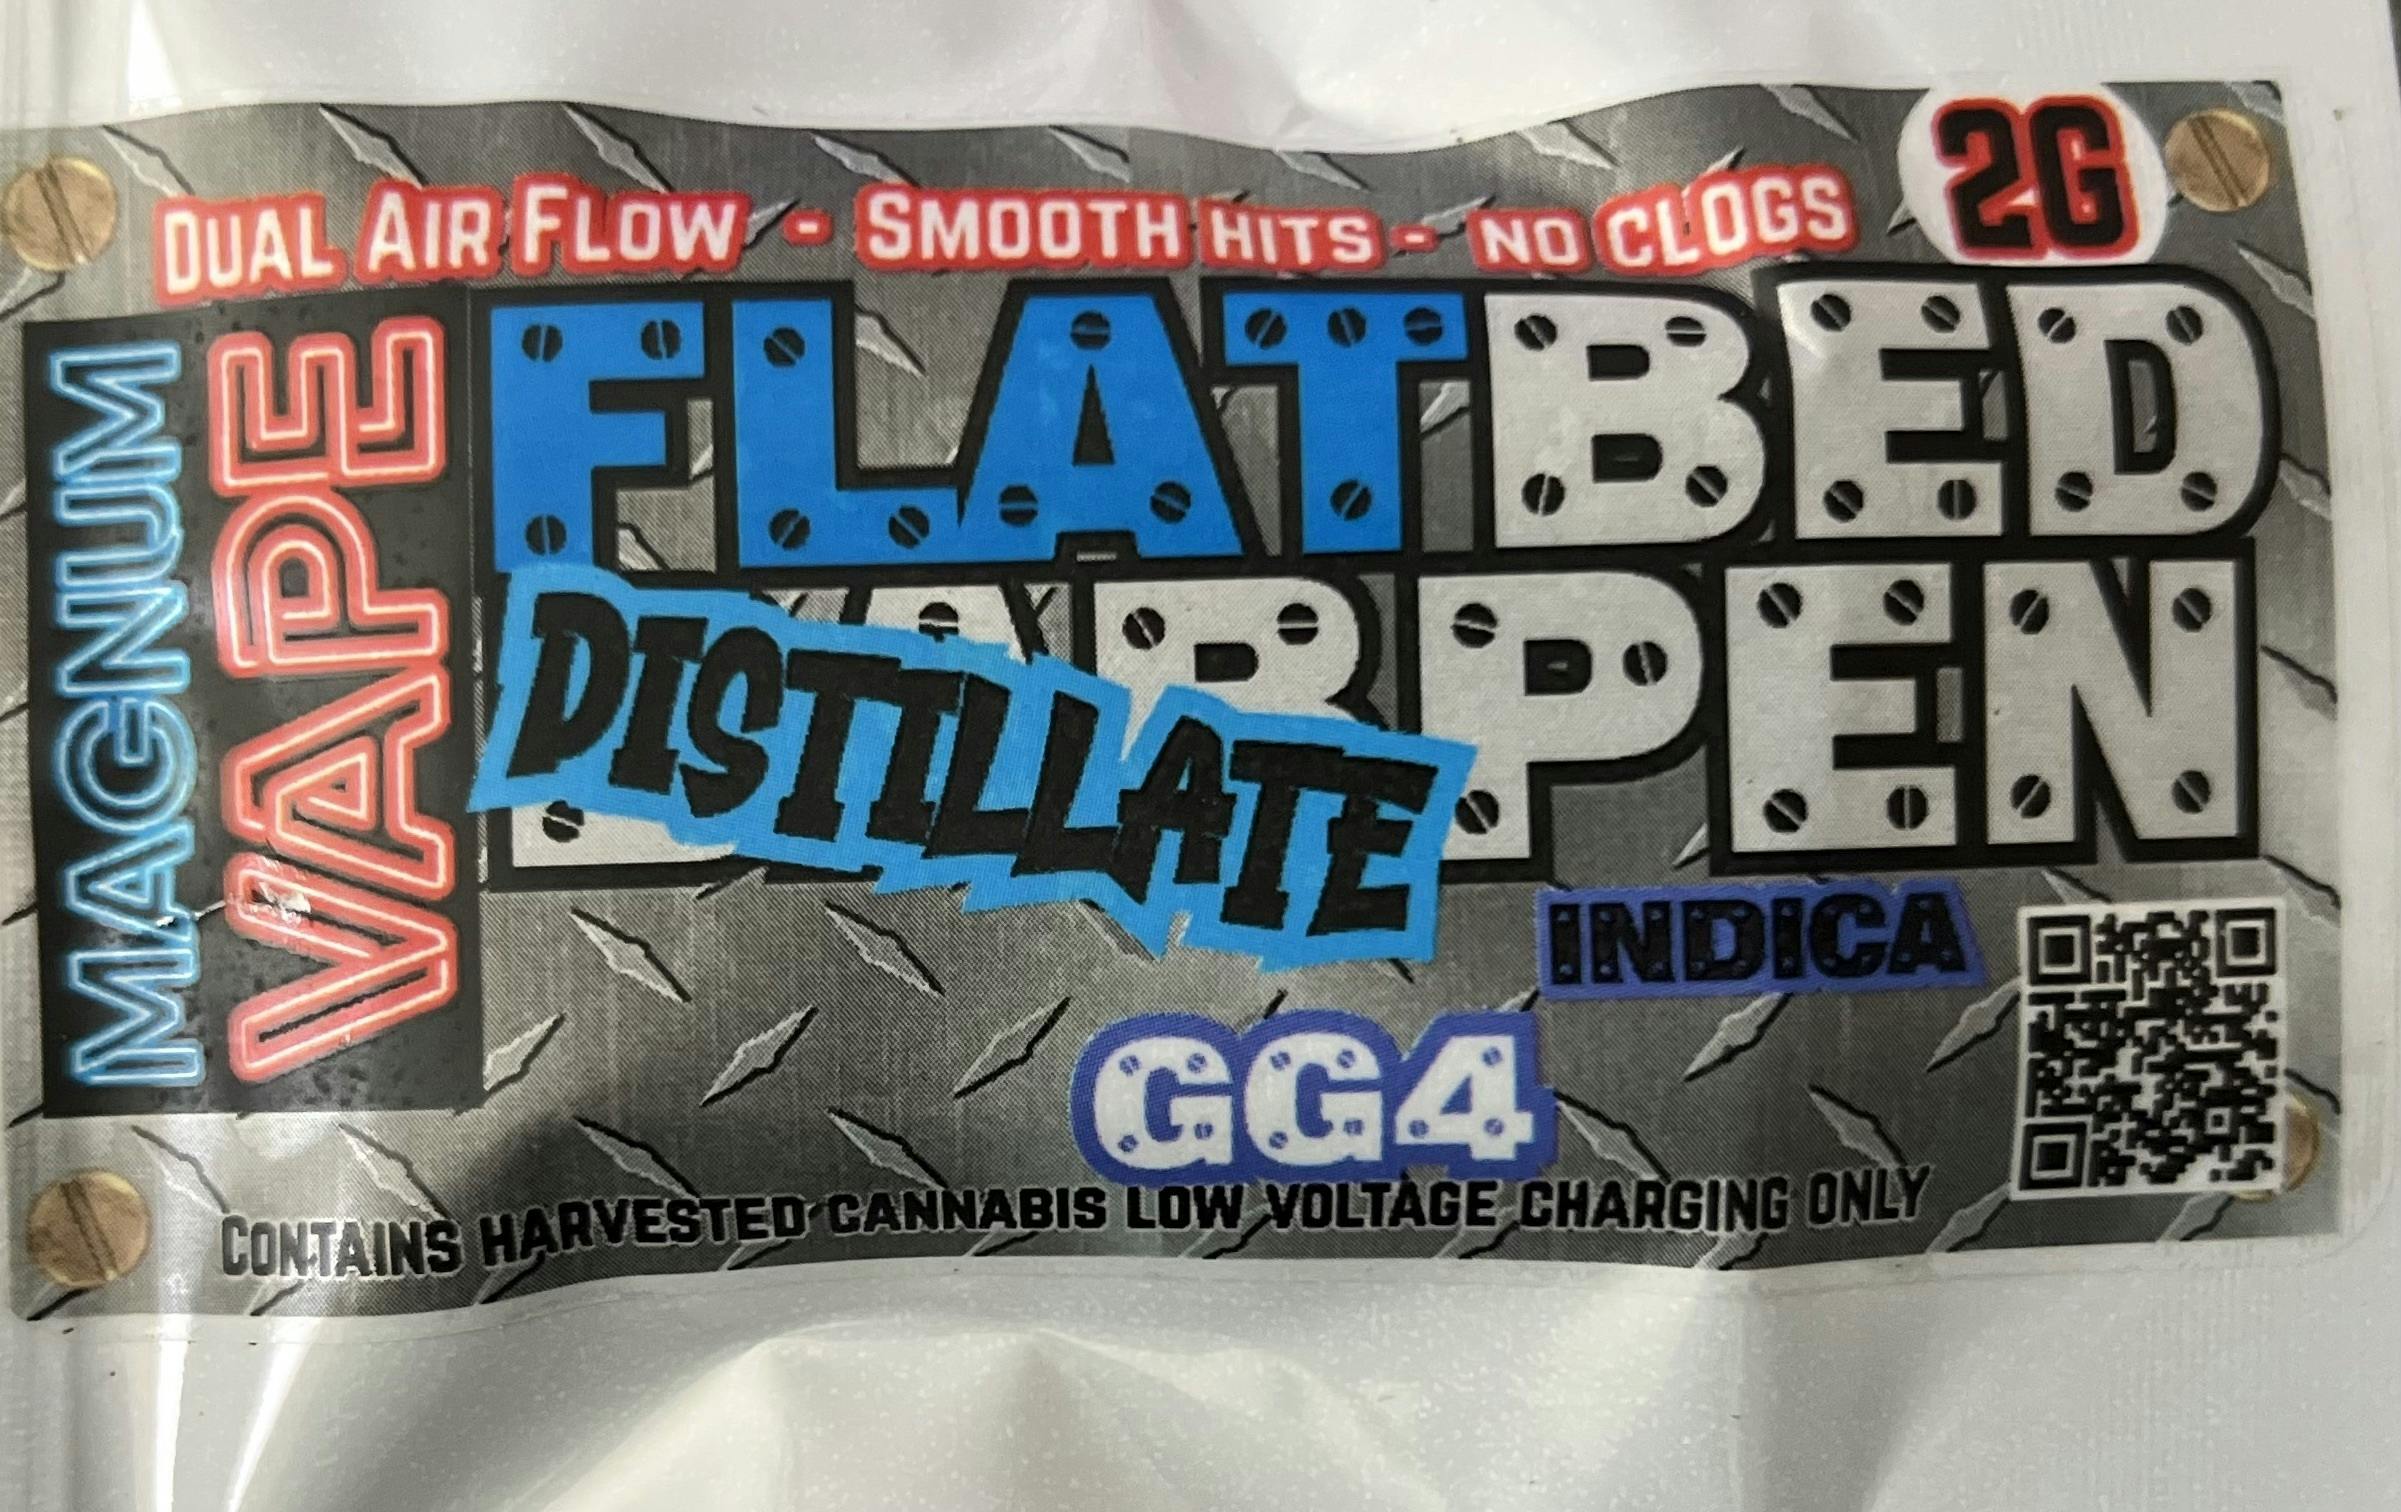 DUAL AIR FLOW - SMOOTH HITS - NO CLOGS
2G
MAGNUM
VAPE
FLATBED
PEN
DISTILLATE
INDICA
GG4
CONTAINS HARVESTED CANNABIS LOW VOLTAGE CHARGING ONLY